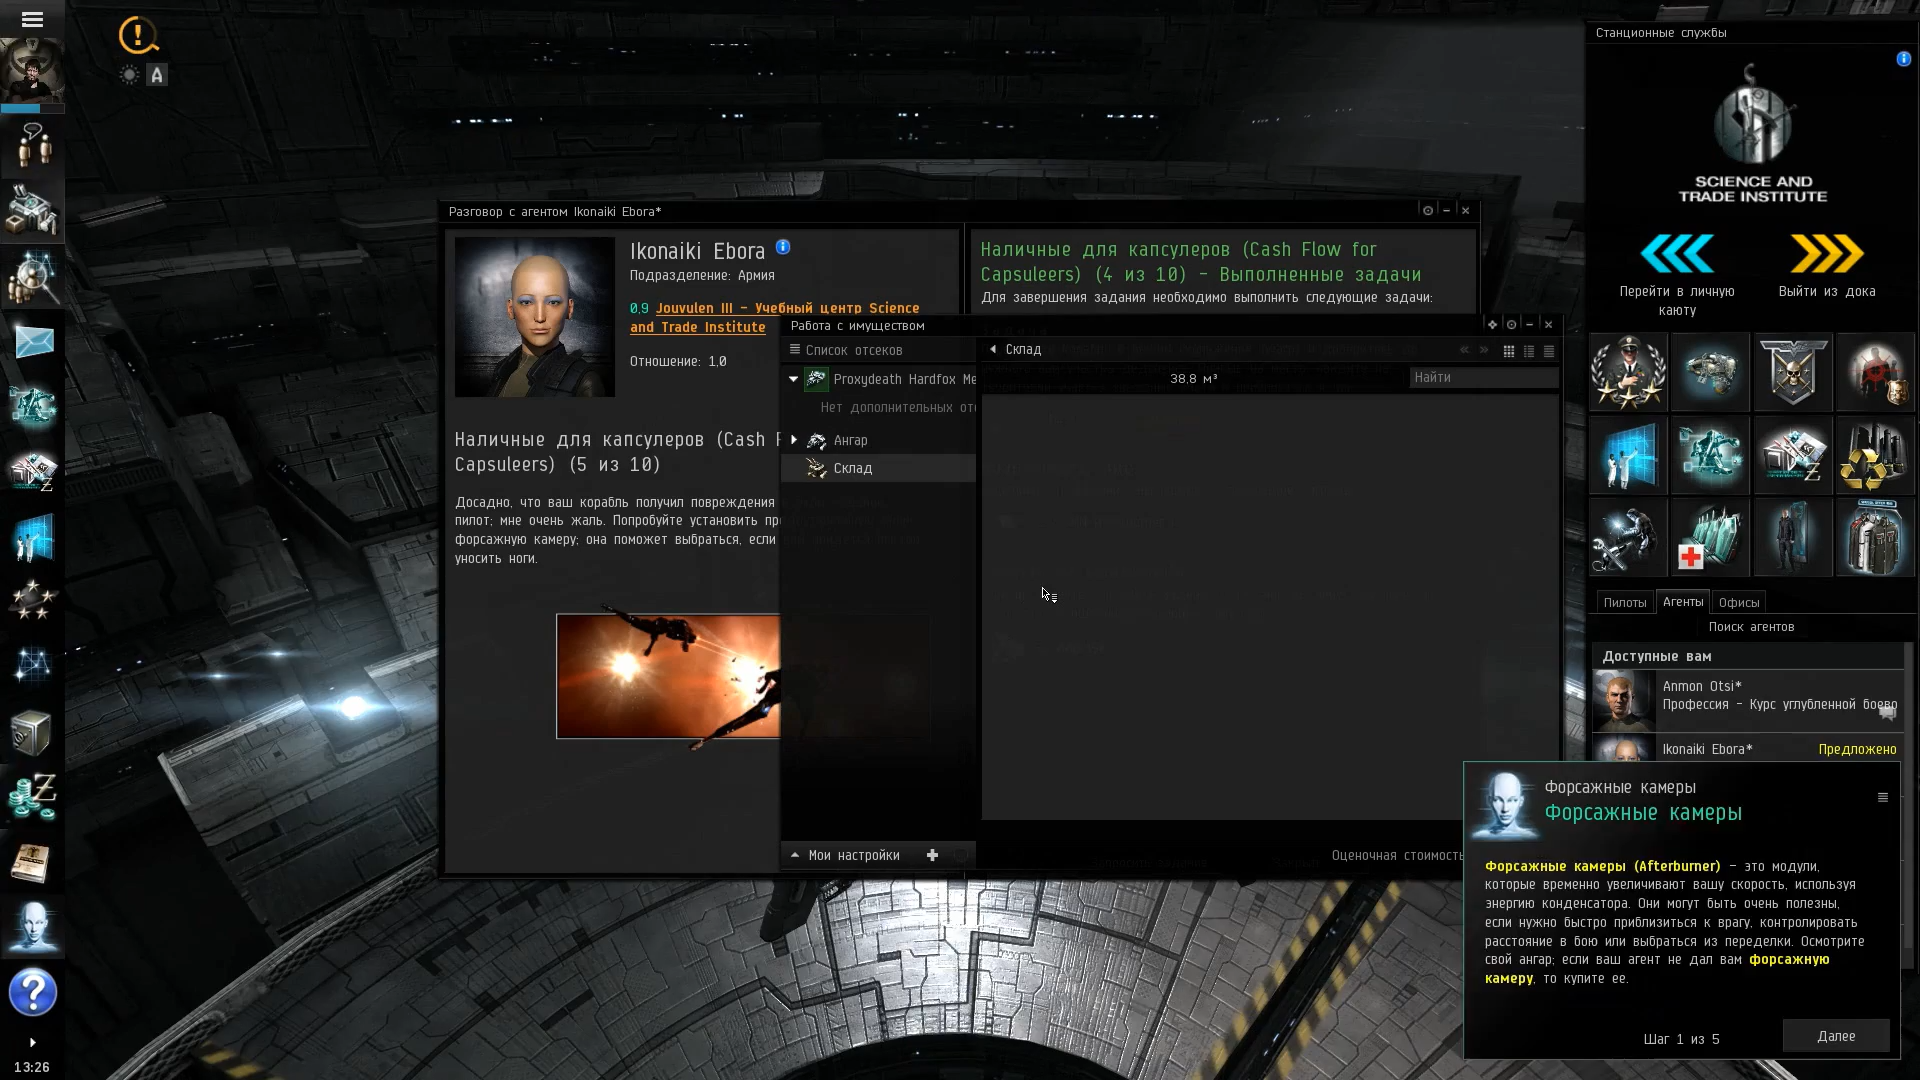 Станционные службы
SCIENCE AND
TRADE INSTITUTE
Перейти в личную
каюту
Выйти из дока
A
Разговор с агентом Ikonaiki Ebora*
Ikonaiki Ebora
Подразделение: Армия
0,9 Jouvulen III - Учебный центр Science
and Trade Institute
Отношение: 1,0
Наличные для капсулеров (Cash F
Capsuleers) (5 из 10)
Досадно, что ваш корабль получил повреждения
пилот; мне очень жаль. Попробуйте установить
форсажную камеру; она поможет выбраться, если
уносить ноги.
Наличные для капсулеров (Cash Flow for
Capsuleers) (4 из 10) - Выполненные задачи
Для завершения задания необходимо выполнить следующие задачи:
Работа с имуществом
Список отсеков
Proxydeath Hardfox Me
Нет дополнительных отс
Ангар
Склад
Мои настройки
Склад
38,8 м³
Найти
Оценочная стоимость
Пилоты
Агенты
Офисы
Поиск агентов
Доступные вам
Anmon Otsi*
Профессия - Курс углубленной боево
Ikonaiki Ebora*
Предложено
Форсажные камеры
Форсажные камеры
Форсажные камеры (Afterburner) - это модули,
которые временно увеличивают вашу скорость, используя
энергию конденсатора. Они могут быть очень полезны,
если нужно быстро приблизиться к врагу, контролировать
расстояние в бою или выбраться из переделки. Осмотрите
свой ангар; если ваш агент не дал вам форсажную
камеру, то купите ее.
Шаг 1 из 5
Далее
13:26